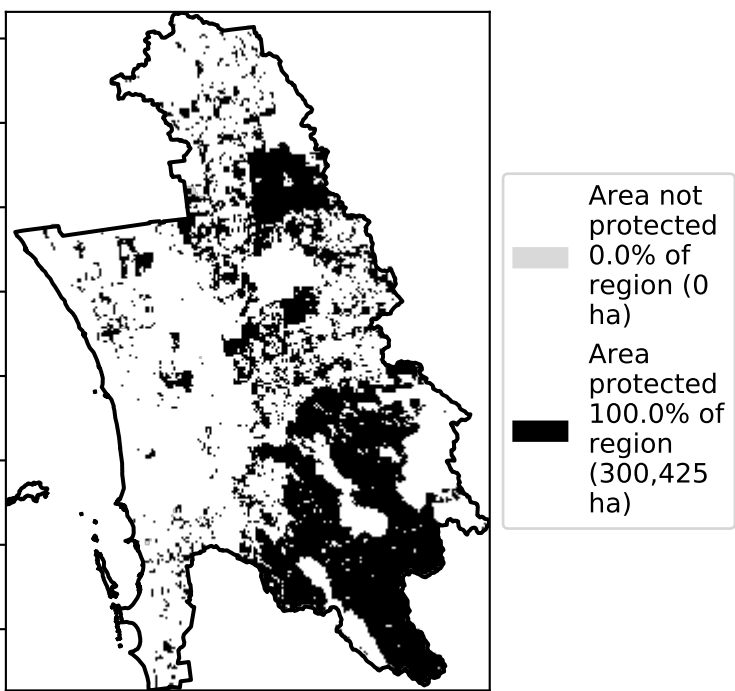 Area not
protected
0.0% of
region (0
ha)
Area
protected
100.0% of
region
(300,425
ha)